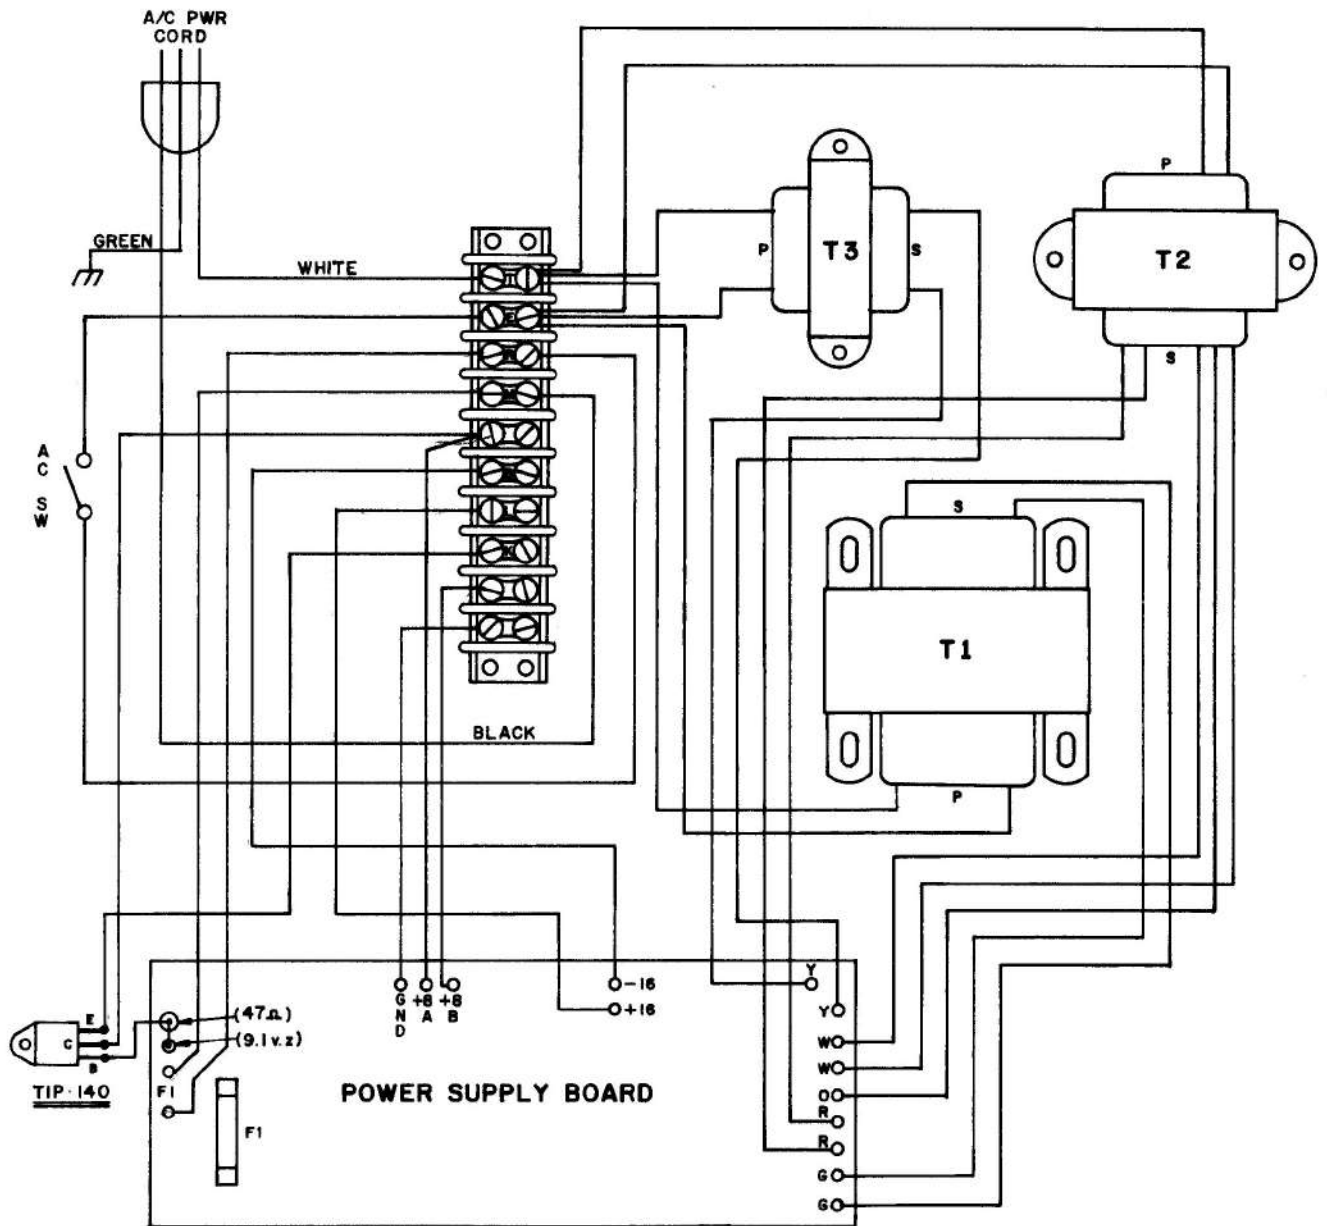 A/C PWR
CORD
GREEN
WHITE
P
T3
S
P
T2
S
A
C
S
W
S
T1
P
BLACK
G
N
D
+8
A
+8
B
-16
+16
Y
Y
W
W
O
R
R
G
G
E
C
B
TIP-140
(47Ω)
(9.1v.z)
F1
F1
POWER SUPPLY BOARD